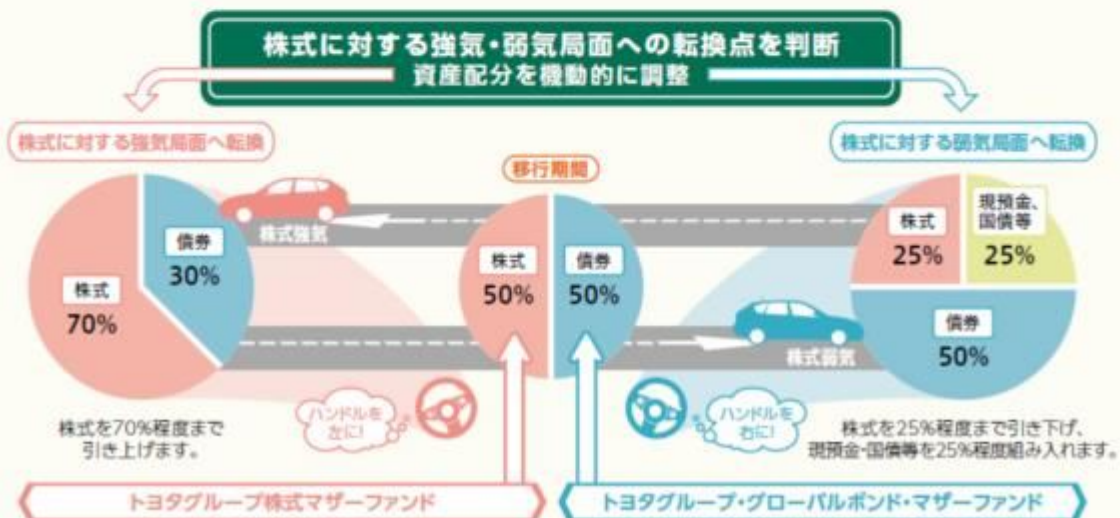 株式に対する強気・弱気局面への転換点を判断
資産配分を機動的に調整
株式に対する強気局面へ転換
株式に対する弱気局面へ転換
移行期間
株式強気
債券
30%
株式
70%
株式
50%
債券
50%
株式
25%
現預金、
国債等
25%
債券
50%
株式弱気
ハンドルを
左に!
ハンドルを
右に!
株式を70%程度まで
引き上げます。
株式を25%程度まで引き下げ、
現預金・国債等を25%程度組み入れます。
トヨタグループ株式マザーファンド
トヨタグループ・グローバルボンド・マザーファンド